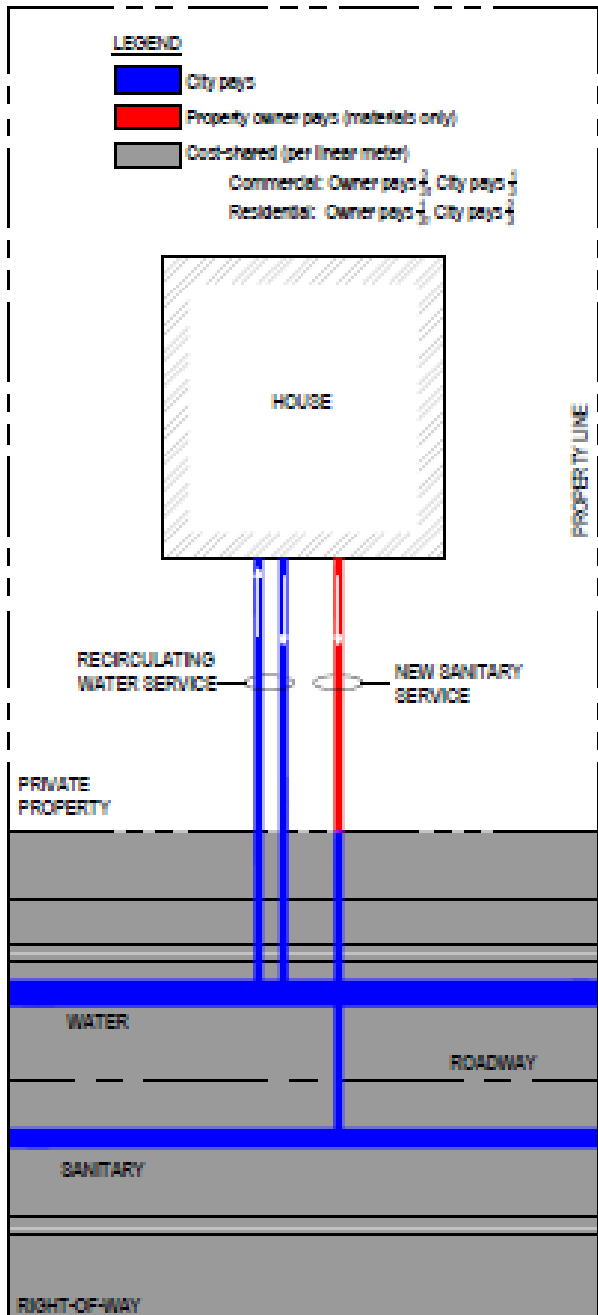 LEGEND
City pays
Property owner pays (materials only)
Cost-shared (per linear meter)
Commercial: Owner pays 2/3, City pays 1/3
Residential: Owner pays 1/3, City pays 2/3
HOUSE
PROPERTY LINE
RECIRCULATING
WATER SERVICE
NEW SANITARY
SERVICE
PRIVATE
PROPERTY
WATER
ROADWAY
SANITARY
RIGHT-OF-WAY